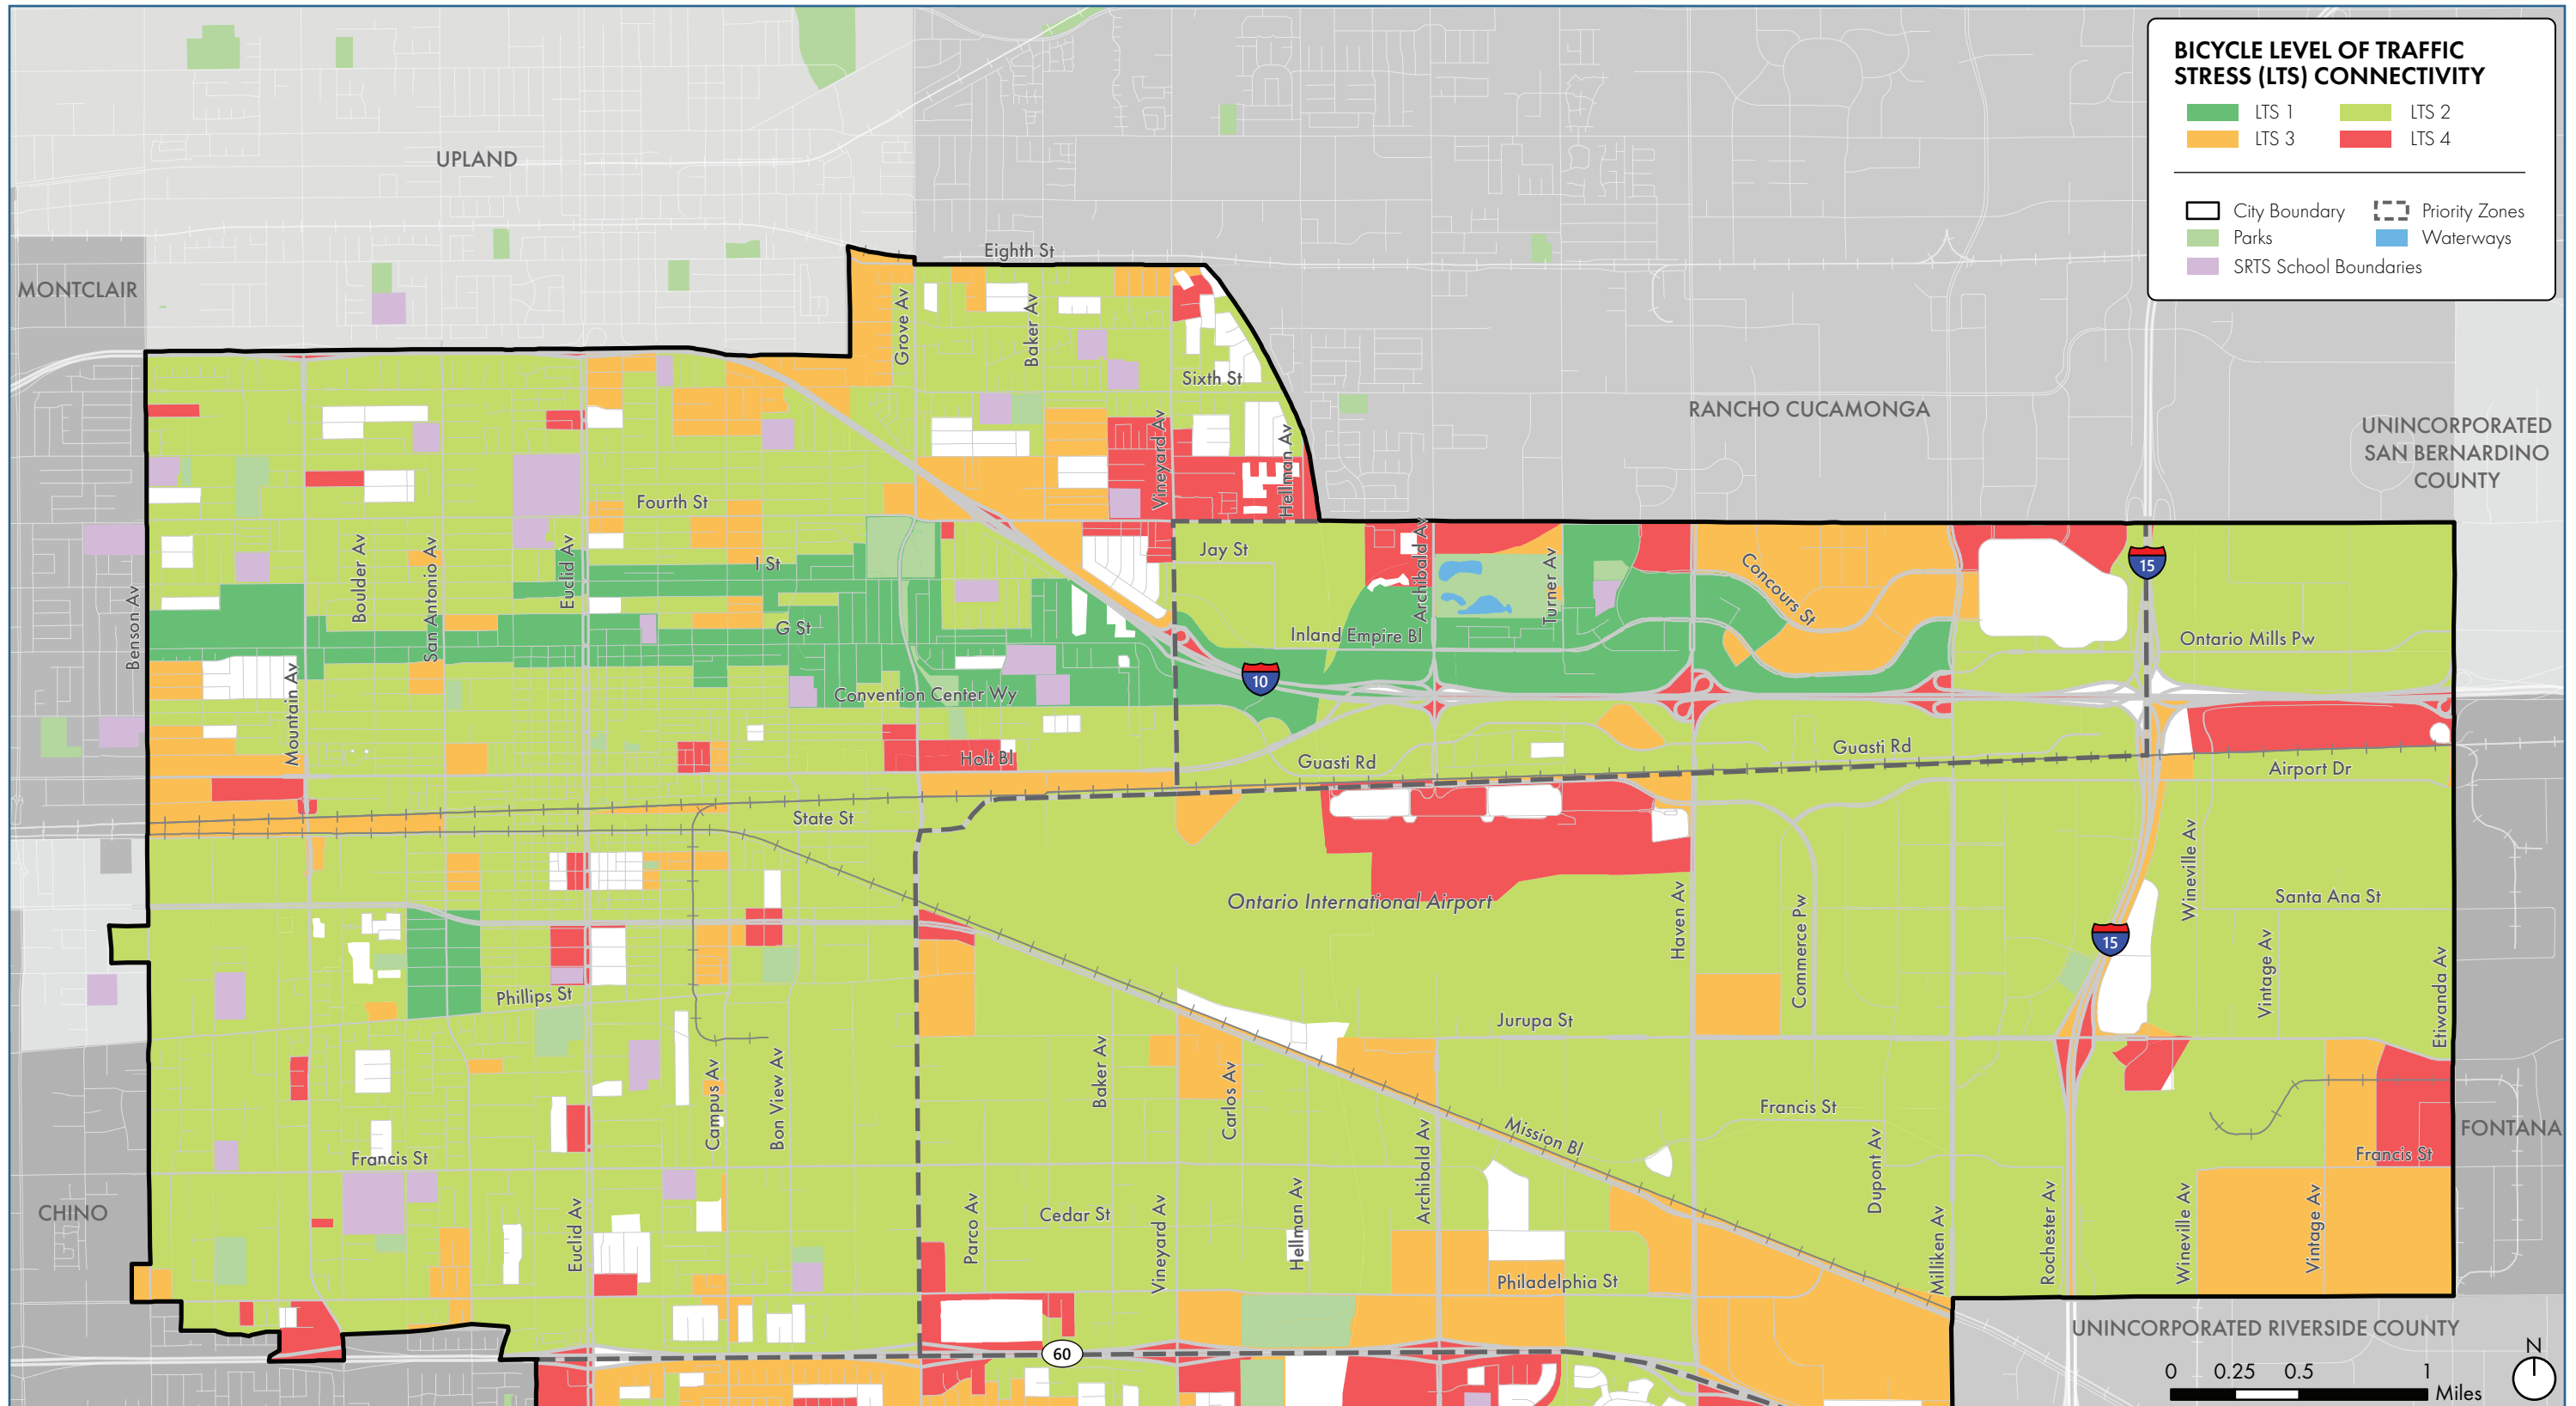 BICYCLE LEVEL OF TRAFFIC
STRESS (LTS) CONNECTIVITY
LTS 1
LTS 2
LTS 3
LTS 4
City Boundary
Priority Zones
Parks
Waterways
SRTS School Boundaries
UPLAND
MONTCLAIR
RANCHO CUCAMONGA
UNINCORPORATED
SAN BERNARDINO
COUNTY
Eighth St
Grove Av
Baker Av
Sixth St
Vineyard Av
Hellman Av
Fourth St
Jay St
Archibald Av
Turner Av
Concours St
15
Benson Av
Boulder Av
San Antonio Av
Euclid Av
I St
G St
Inland Empire Bl
Ontario Mills Pw
10
Mountain Av
Convention Center Wy
Holt Bl
Guasti Rd
Guasti Rd
Airport Dr
State St
Ontario International Airport
Haven Av
Commerce Pw
Wineville Av
Santa Ana St
15
Vintage Av
Etiwanda Av
Phillips St
Jurupa St
Campus Av
Bon View Av
Baker Av
Carlos Av
Francis St
Mission Bl
Archibald Av
Dupont Av
FONTANA
Francis St
Francis St
CHINO
Euclid Av
Parco Av
Cedar St
Vineyard Av
Hellman Av
Philadelphia St
Milliken Av
Rochester Av
Wineville Av
Vintage Av
60
UNINCORPORATED RIVERSIDE COUNTY
N
0 0.25 0.5 1
Miles